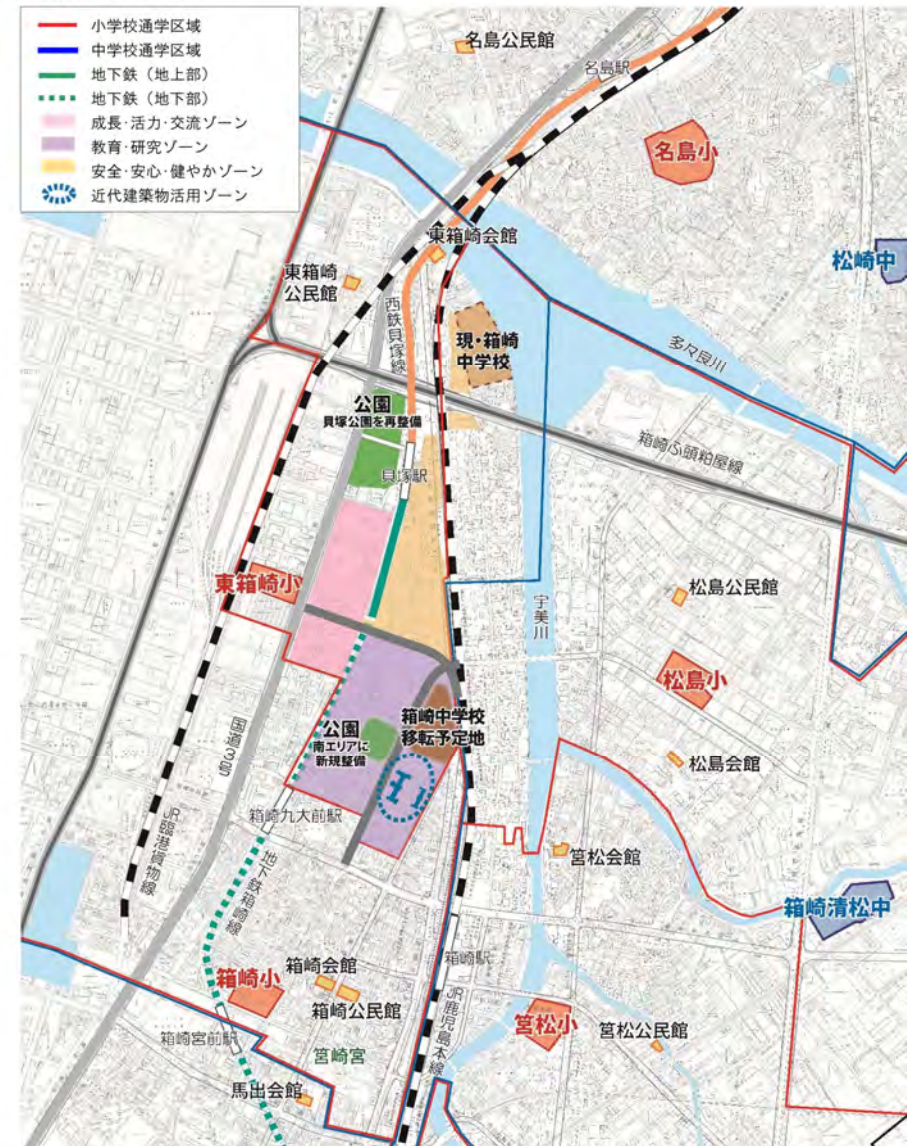 小学校通学区域
中学校通学区域
地下鉄（地上部）
地下鉄（地下部）
成長・活力・交流ゾーン
教育・研究ゾーン
安全・安心・健やかゾーン
近代建築物活用ゾーン
名島公民館
名島駅
名島小
東箱崎会館
松崎中
東箱崎
公民館
西鉄貝塚線
現・箱崎
中学校
多々良川
公園
貝塚公園を再整備
箱崎ふ頭粕屋線
貝塚駅
東箱崎小
松島公民館
宇美川
松島小
箱崎中学校
移転予定地
公園
南エリアに
新規整備
国道3号
松島会館
箱崎九大前駅
JR臨港貨物線
筥松会館
地下鉄箱崎線
箱崎清松中
箱崎駅
箱崎会館
箱崎小
箱崎公民館
JR鹿児島本線
筥松小
筥松公民館
箱崎宮前駅
筥崎宮
馬出会館